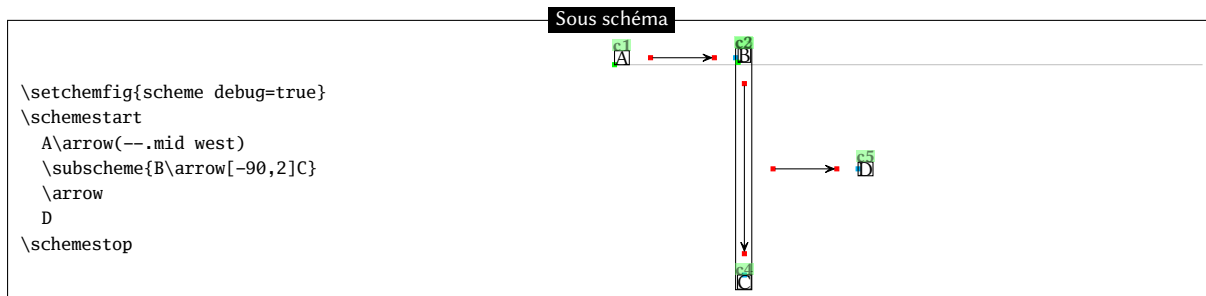 Sous schéma
\setchemfig{scheme debug=true}
\schemestart
  A\arrow(--.mid west)
  \subscheme{B\arrow[-90,2]C}
  \arrow
  D
\schemestop
c1
A
c2
B
c5
D
c4
C